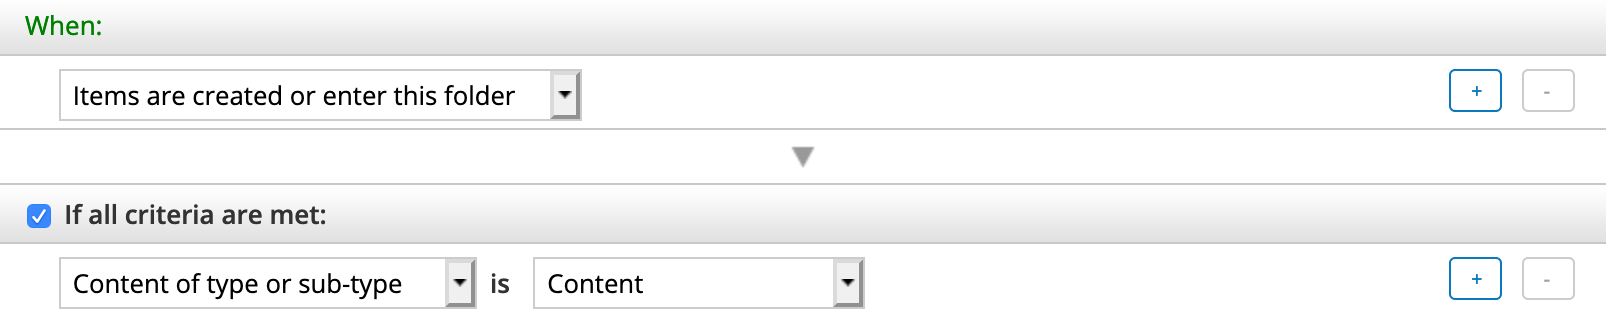 When:
Items are created or enter this folder
+ -
If all criteria are met:
Content of type or sub-type is Content
+ -